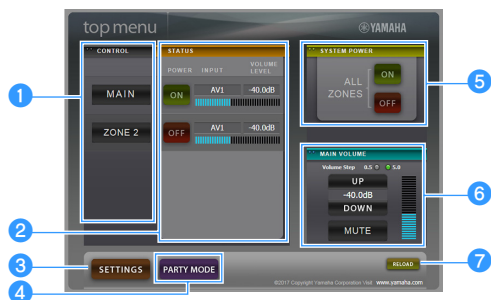 top menu
YAMAHA
CONTROL
STATUS
SYSTEM POWER
POWER INPUT VOLUME LEVEL
1
MAIN
ON AV1 -40.0dB
ALL ZONES
ON
OFF
5
ZONE 2
OFF AV1 -40.0dB
MAIN VOLUME
Volume Step 0.5 5.0
UP
-40.0dB
DOWN
MUTE
6
2
3
SETTINGS
PARTY MODE
RELOAD
7
4
©2017 Copyright Yamaha Corporation Visit www.yamaha.com